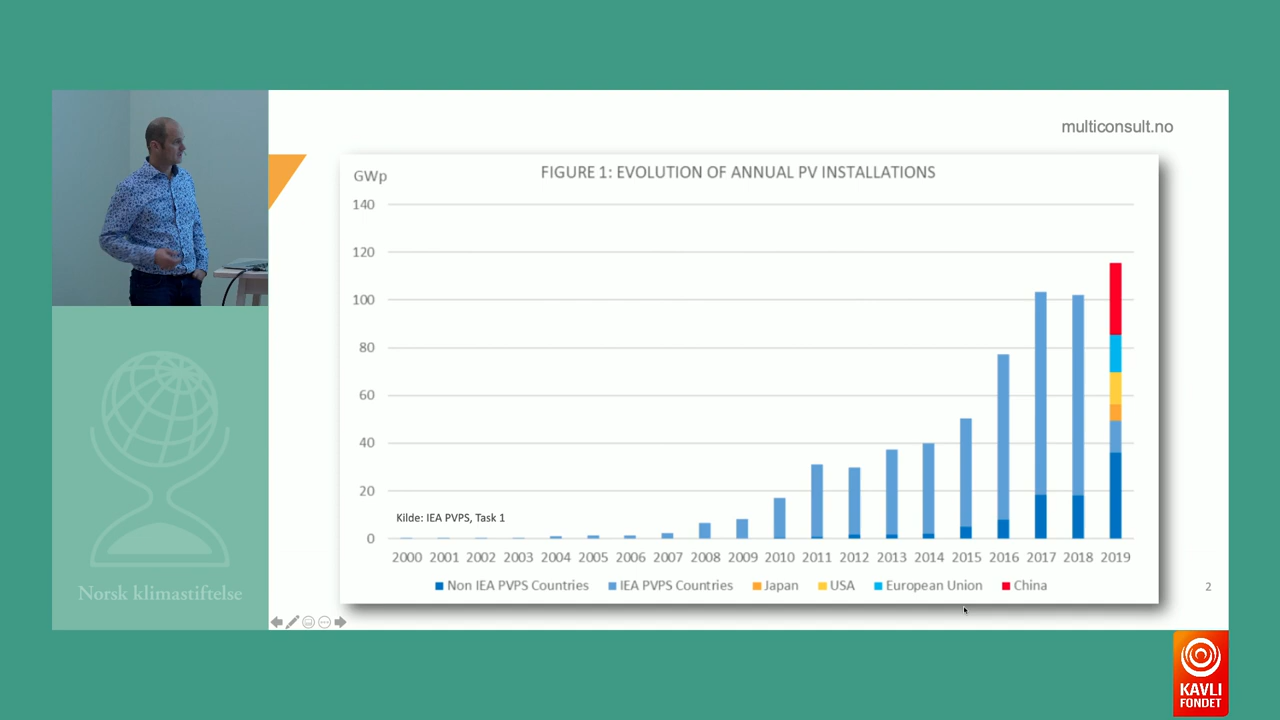 multiconsult.no
FIGURE 1: EVOLUTION OF ANNUAL PV INSTALLATIONS
GWp
140
120
100
80
60
40
20
0
Kilde: IEA PVPS, Task 1
2000 2001 2002 2003 2004 2005 2006 2007 2008 2009 2010 2011 2012 2013 2014 2015 2016 2017 2018 2019
Non IEA PVPS Countries IEA PVPS Countries Japan USA European Union China
2
Norsk klimastiftelse
KAVLI
FONDET